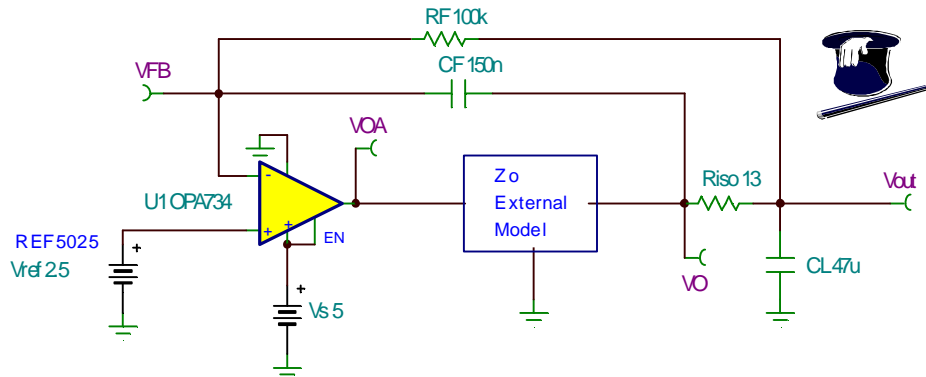 RF 100k
CF 150n
VFB
VOA
U1 OPA734
-
+
+
EN
Zo
External
Model
Riso 13
Vout
REF5025
Vref 2.5
+
Vs 5
+
VO
CL 47u